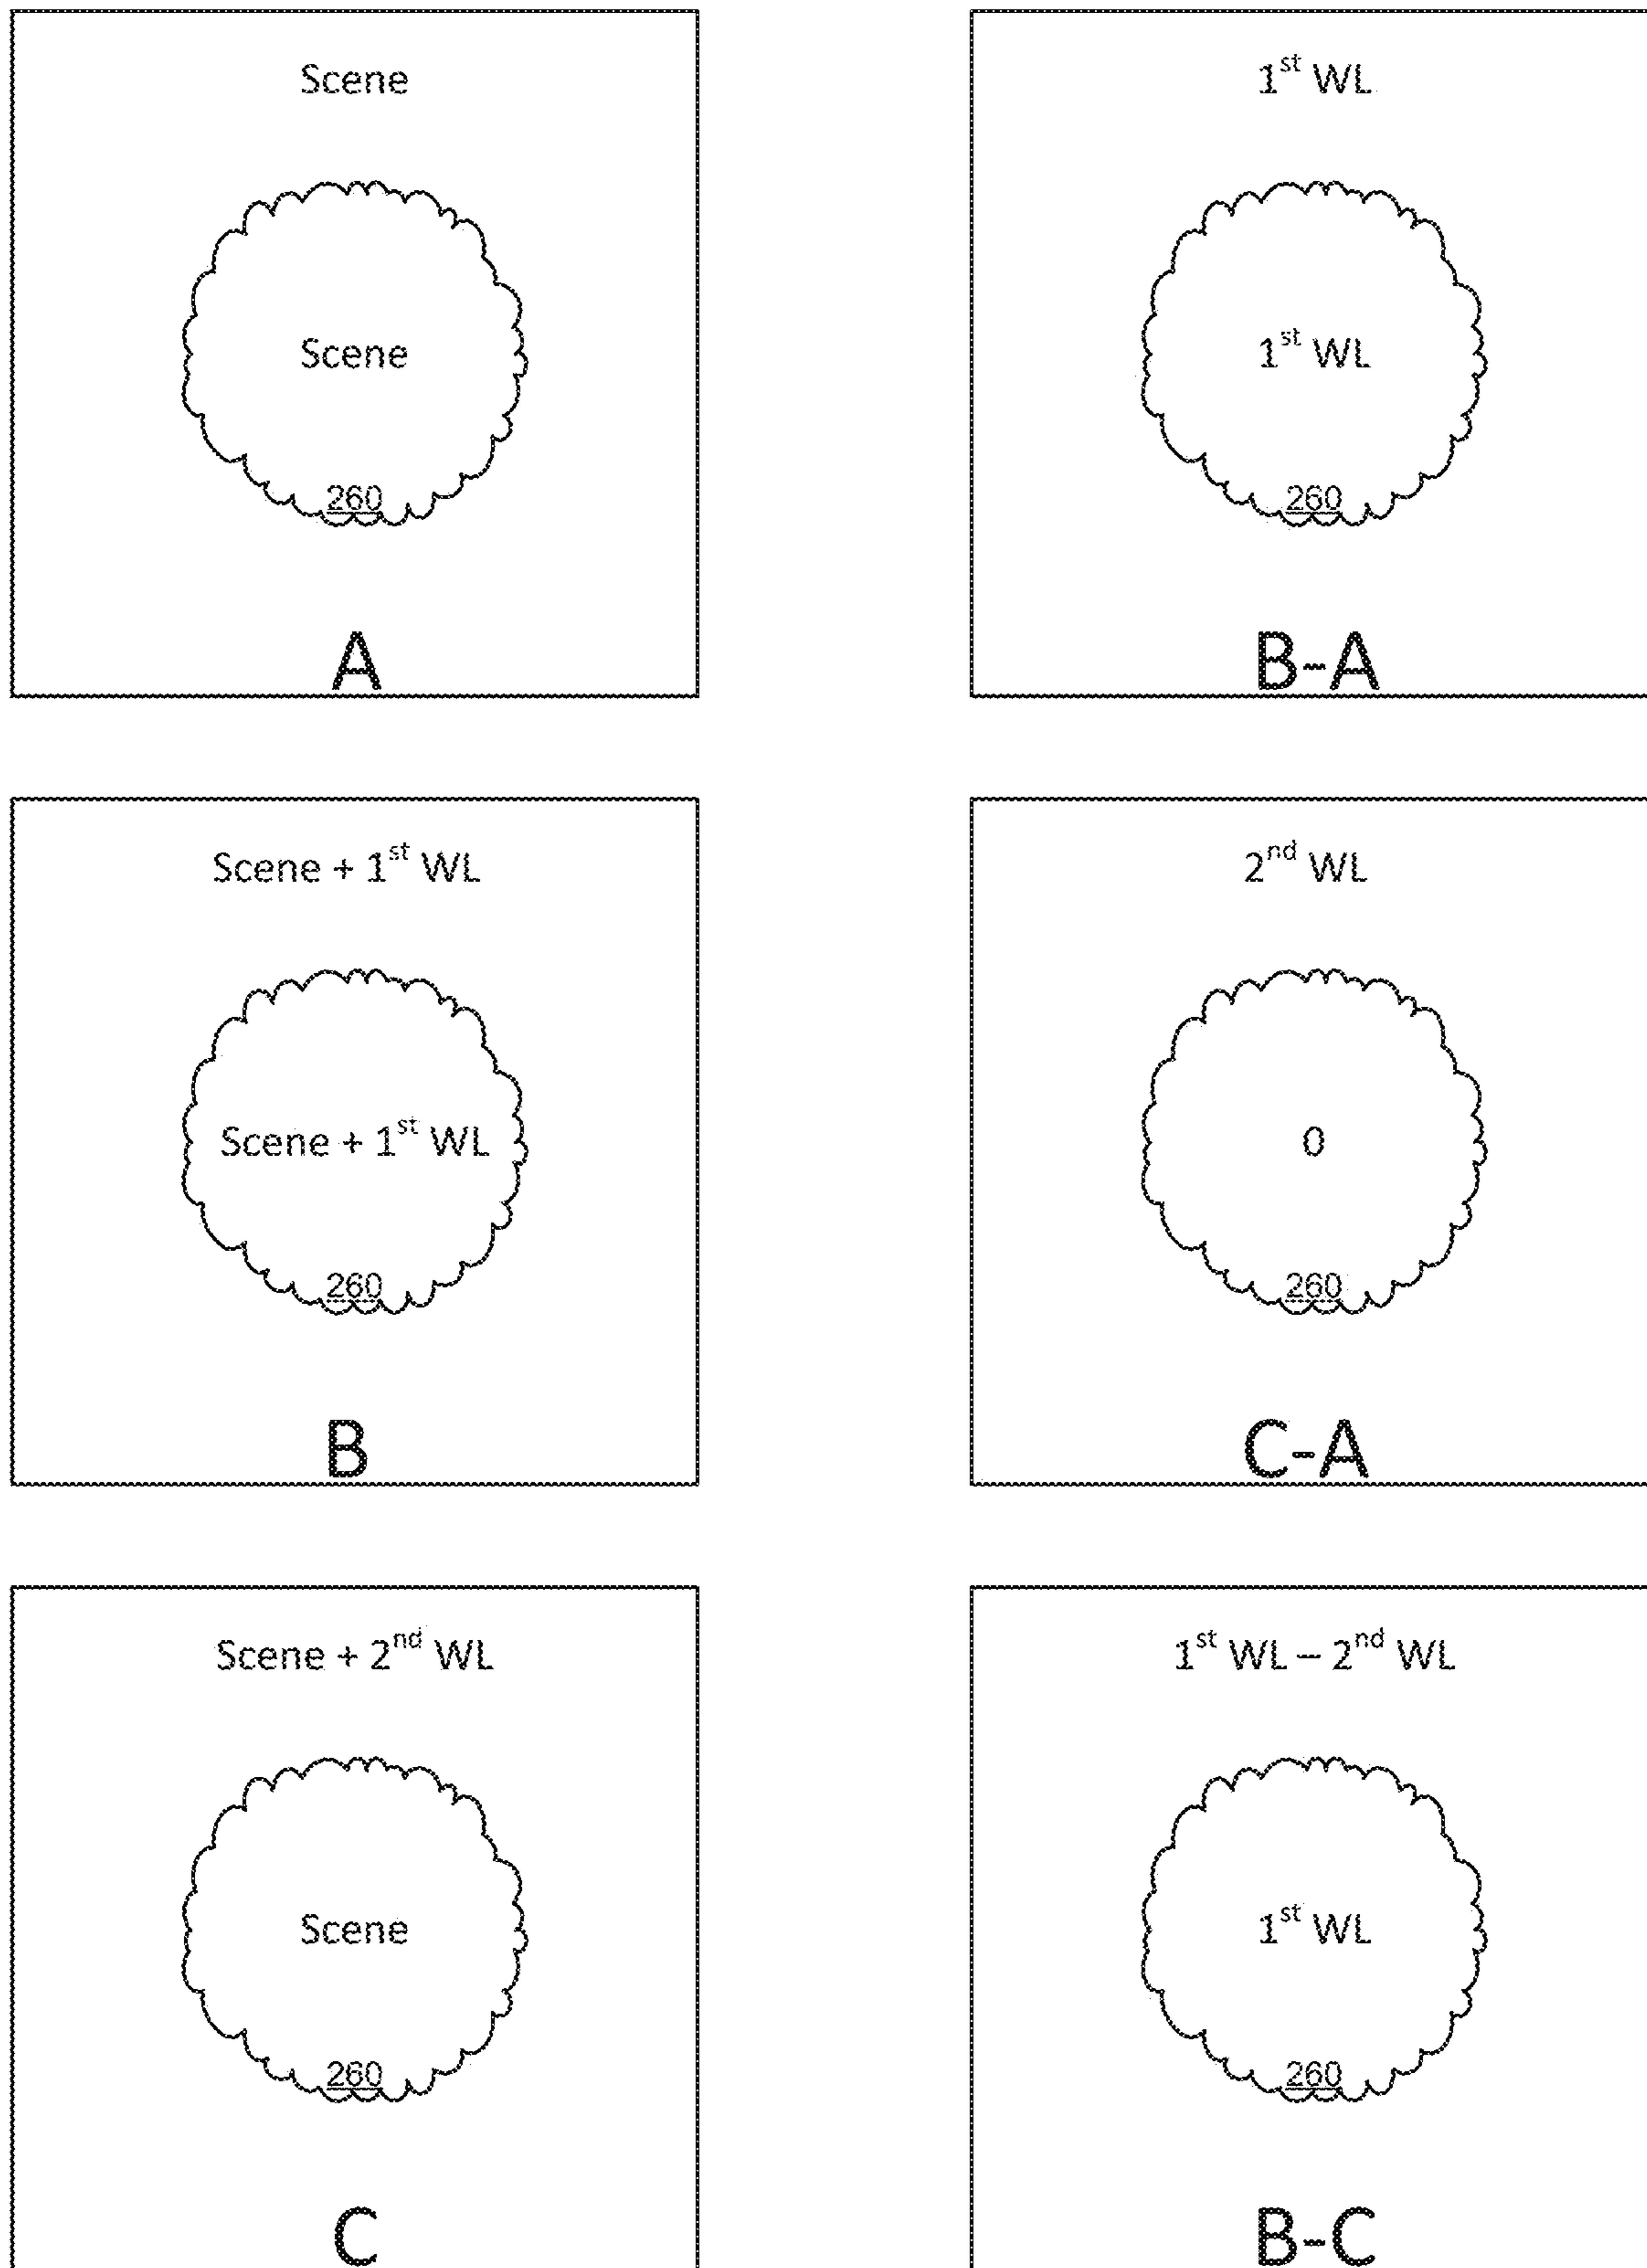 Scene
Scene
260
A
1st WL
1st WL
260
B-A
Scene + 1st WL
Scene + 1st WL
260
B
2nd WL
0
260
C-A
Scene + 2nd WL
Scene
260
C
1st WL – 2nd WL
1st WL
260
B-C